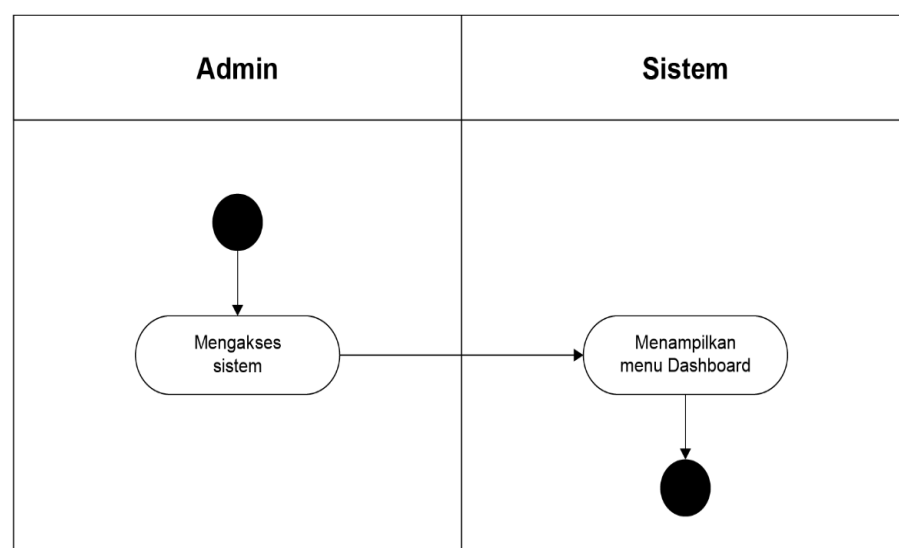 Admin
Sistem
Mengakses
sistem
Menampilkan
menu Dashboard